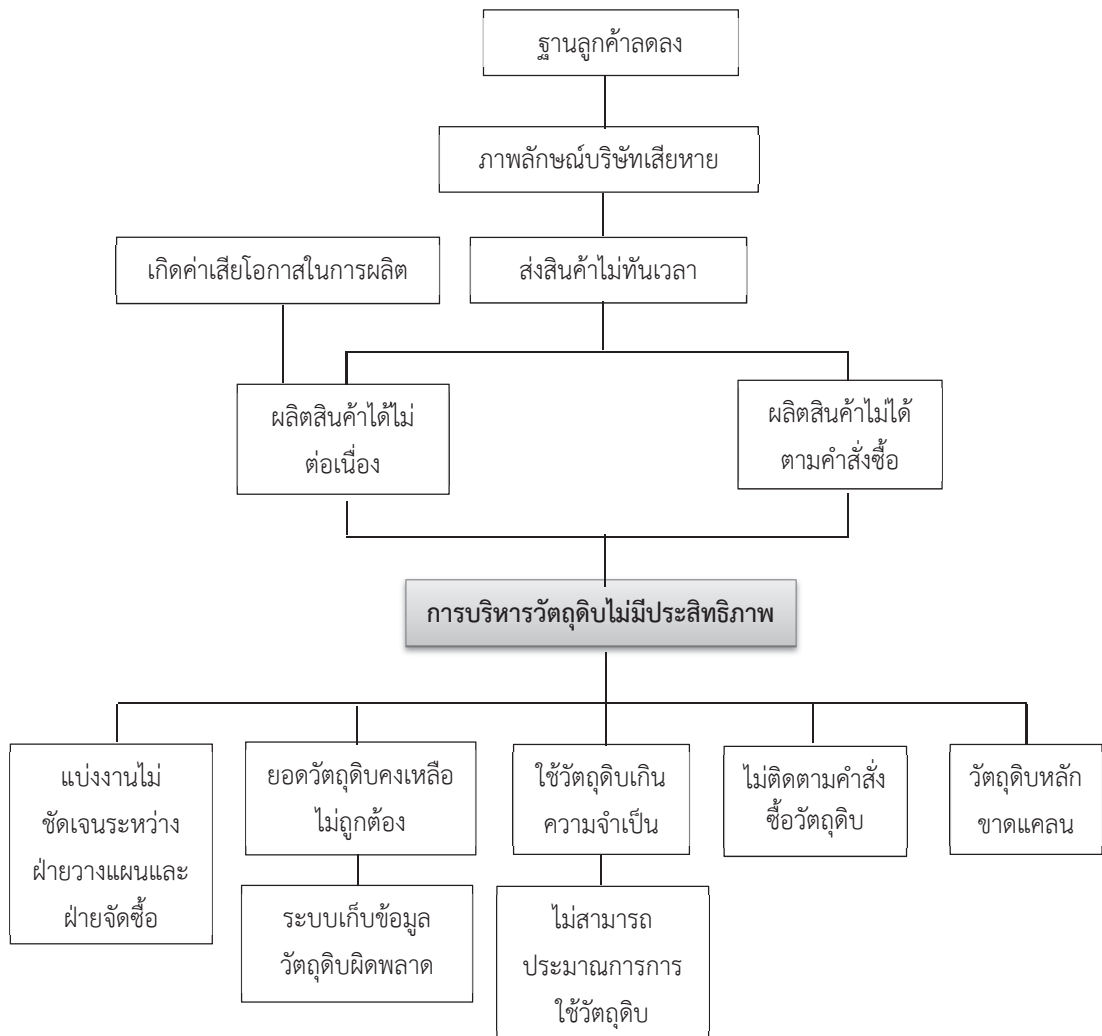 ฐานลูกค้าลดลง
ภาพลักษณ์บริษัทเสียหาย
เกิดค่าเสียโอกาสในการผลิต
ส่งสินค้าไม่ทันเวลา
ผลิตสินค้าได้ไม่
ต่อเนื่อง
ผลิตสินค้าไม่ได้
ตามคำสั่งซื้อ
การบริหารวัตถุดิบไม่มีประสิทธิภาพ
แบ่งงานไม่
ชัดเจนระหว่าง
ฝ่ายวางแผนและ
ฝ่ายจัดซื้อ
ยอดวัตถุดิบคงเหลือ
ไม่ถูกต้อง
ใช้วัตถุดิบเกิน
ความจำเป็น
ไม่ติดตามคำสั่ง
ซื้อวัตถุดิบ
วัตถุดิบหลัก
ขาดแคลน
ระบบเก็บข้อมูล
วัตถุดิบผิดพลาด
ไม่สามารถ
ประมาณการการ
ใช้วัตถุดิบ